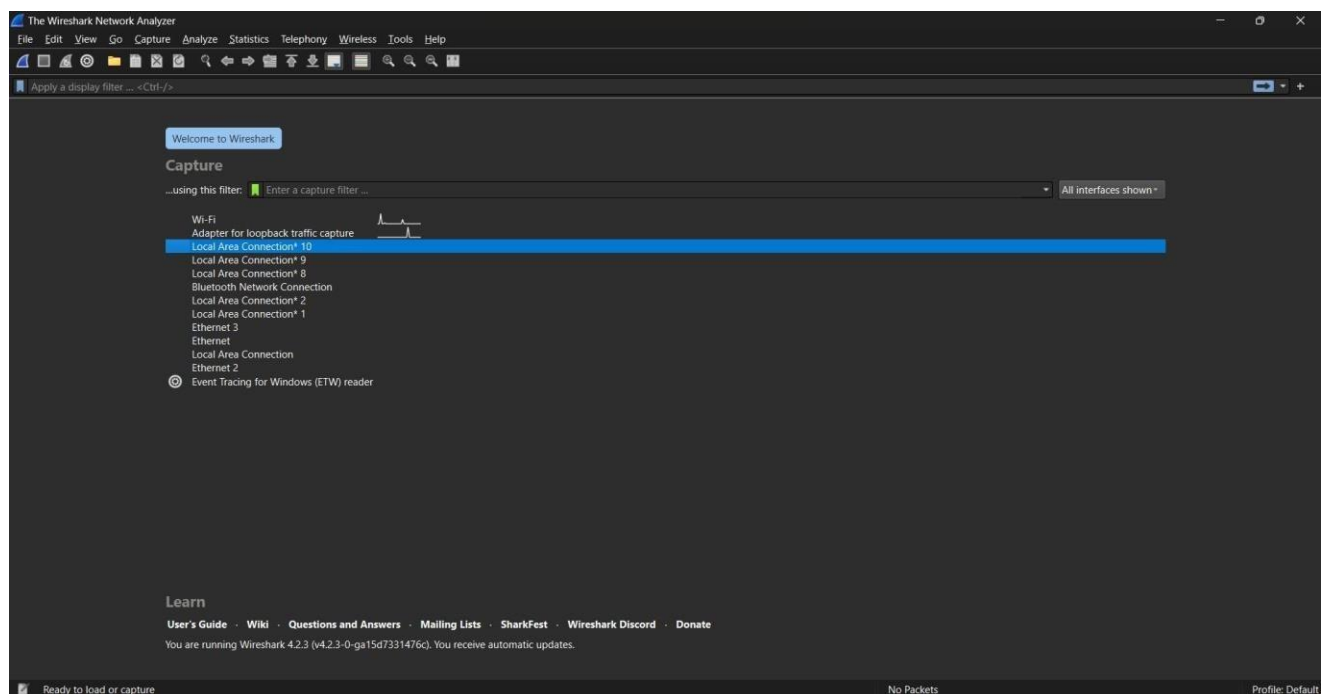 The Wireshark Network Analyzer
File Edit View Go Capture Analyze Statistics Telephony Wireless Tools Help
Apply a display filter ... <Ctrl-/>
Welcome to Wireshark
Capture
...using this filter: Enter a capture filter ... All interfaces shown
Wi-Fi
Adapter for loopback traffic capture
Local Area Connection* 10
Local Area Connection* 9
Local Area Connection* 8
Bluetooth Network Connection
Local Area Connection* 2
Local Area Connection* 1
Ethernet 3
Ethernet
Local Area Connection
Ethernet 2
Event Tracing for Windows (ETW) reader
Learn
User's Guide · Wiki · Questions and Answers · Mailing Lists · SharkFest · Wireshark Discord · Donate
You are running Wireshark 4.2.3 (v4.2.3-0-ga15d7331476c). You receive automatic updates.
Ready to load or capture No Packets Profile: Default